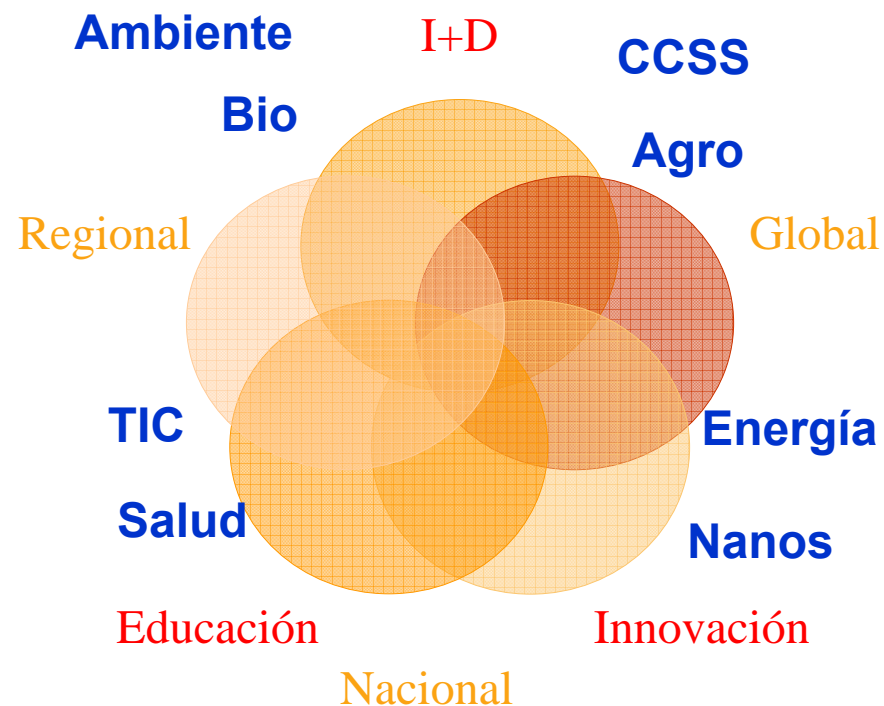 Ambiente
I+D
CCSS
Bio
Agro
Regional
Global
TIC
Energía
Salud
Nanos
Educación
Innovación
Nacional